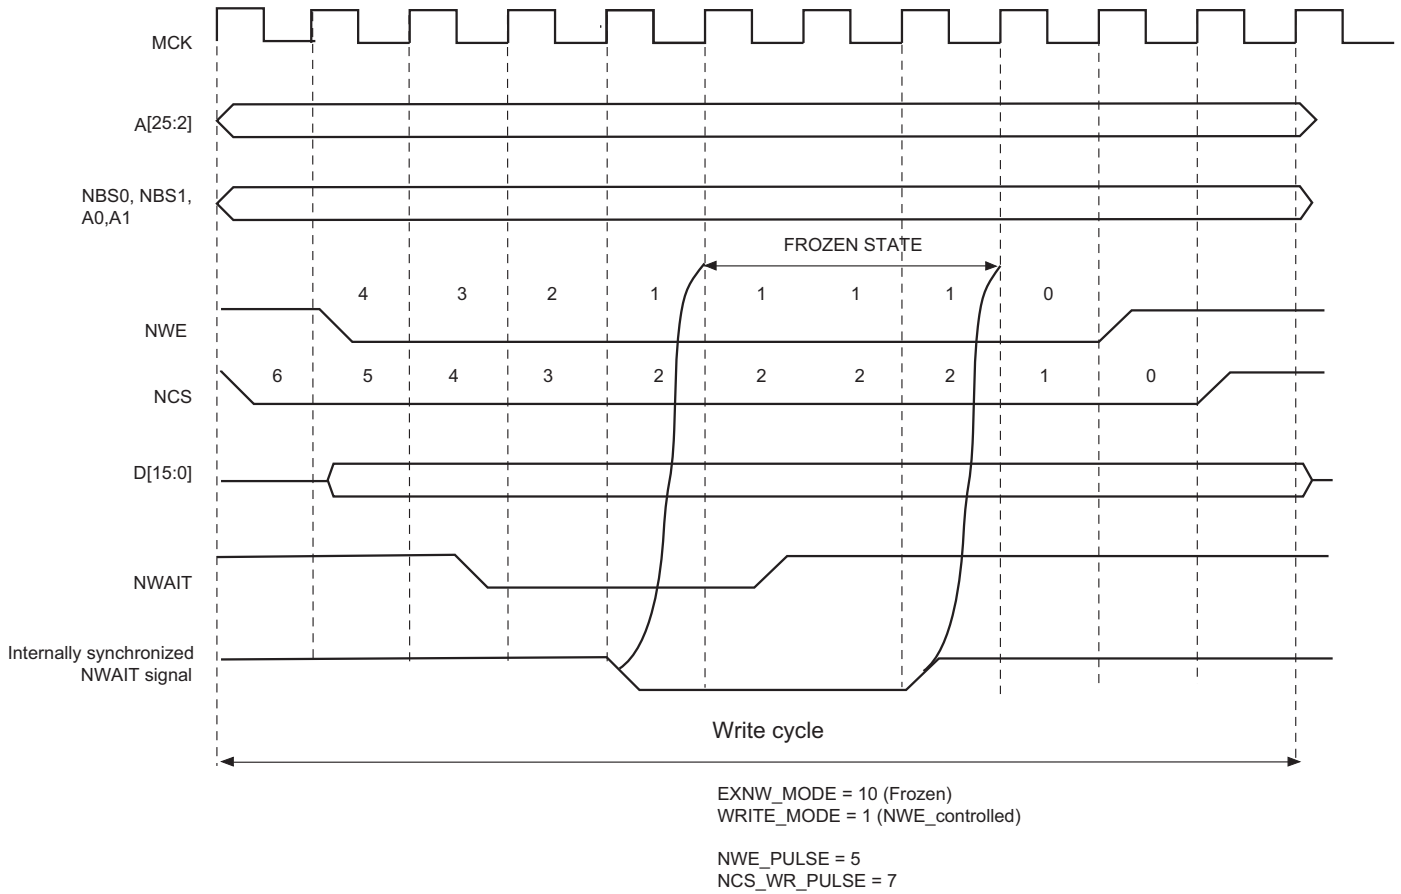 MCK
A[25:2]
NBS0, NBS1,
A0,A1
FROZEN STATE
4 3 2 1 1 1 1 0
NWE
6 5 4 3 2 2 2 2 1 0
NCS
D[15:0]
NWAIT
Internally synchronized
NWAIT signal
Write cycle
EXNW_MODE = 10 (Frozen)
WRITE_MODE = 1 (NWE_controlled)
NWE_PULSE = 5
NCS_WR_PULSE = 7